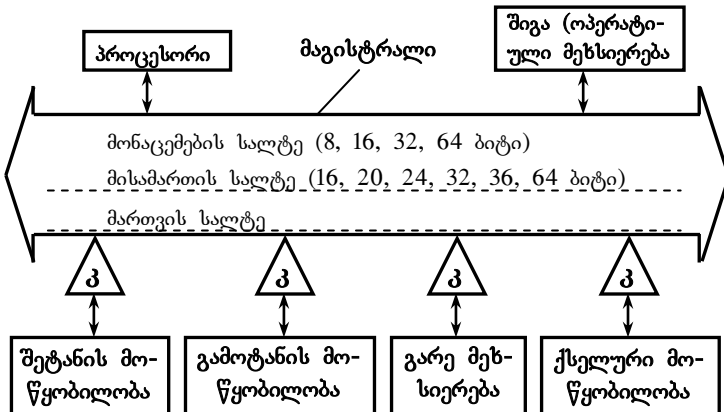 პროცესორი
მაგისტრალი
შიგა (ოპერატი-
ული მეხსიერება
მონაცემების სალტე (8, 16, 32, 64 ბიტი)
მისამართის სალტე (16, 20, 24, 32, 36, 64 ბიტი)
მართვის სალტე
კ
კ
კ
კ
შეტანის მო-
წყობილობა
გამოტანის მო-
წყობილობა
გარე მეხ-
სიერება
ქსელური მო-
წყობილობა